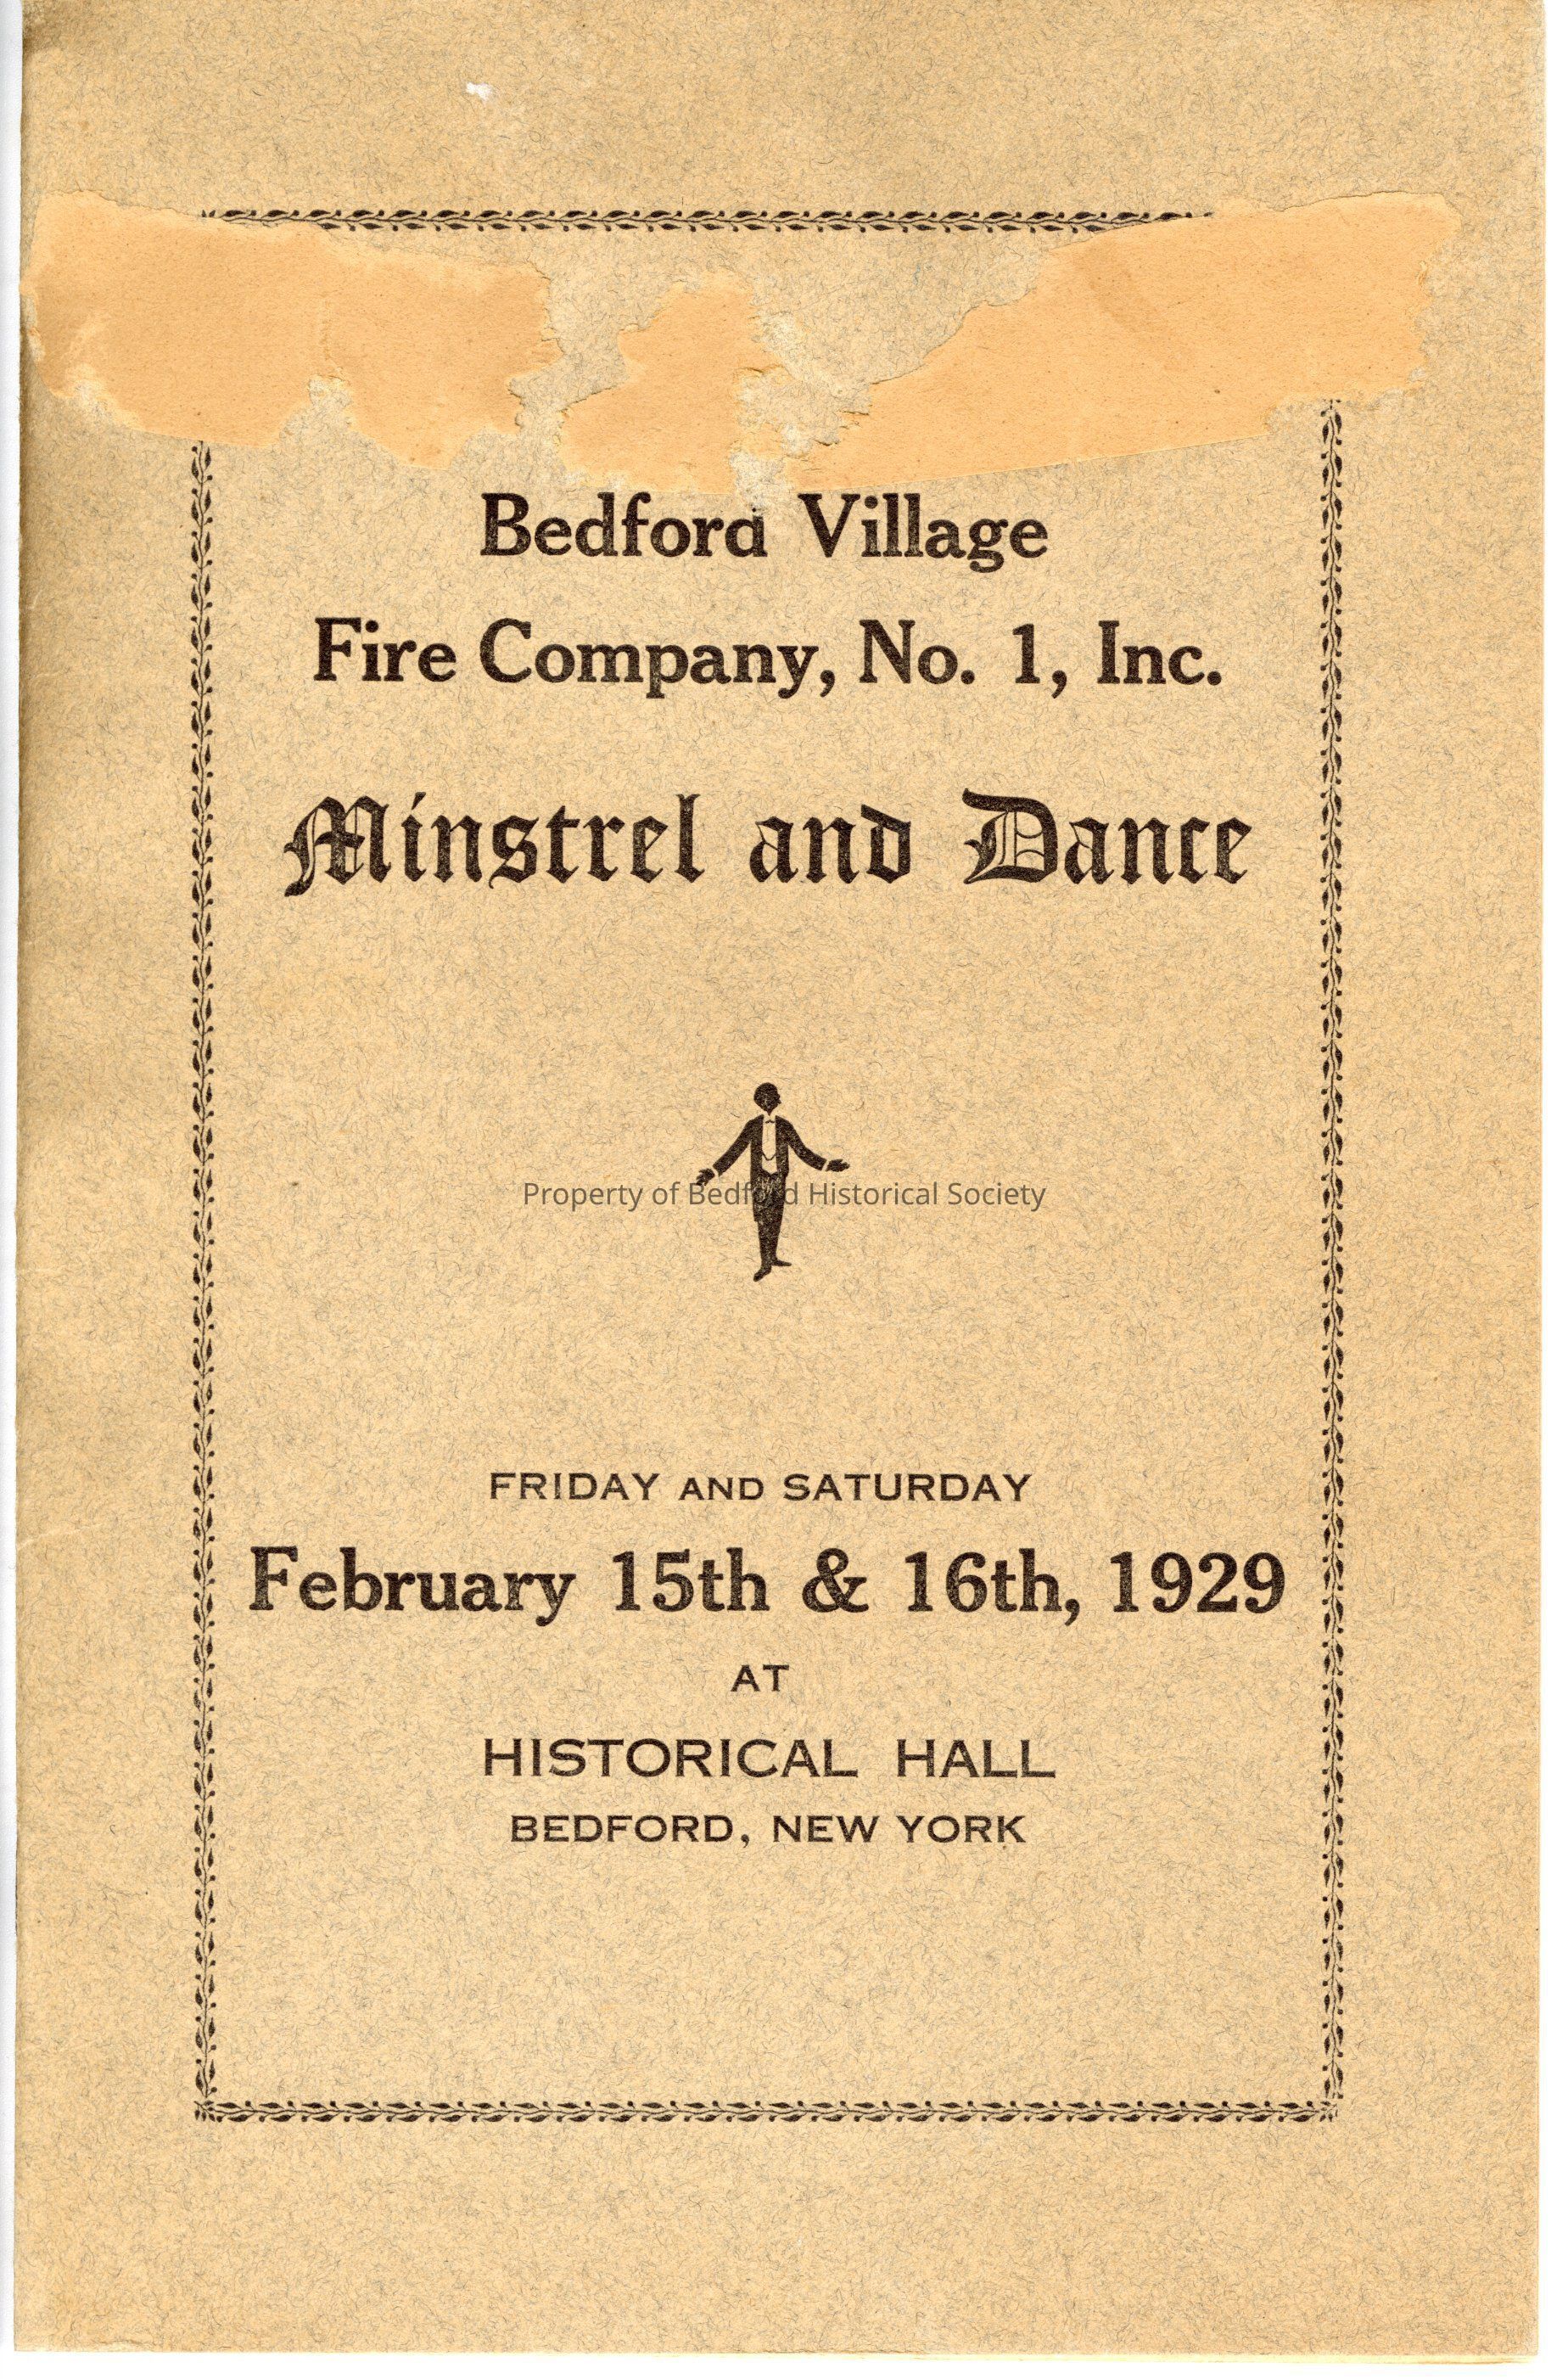 Bedford Village
Fire Company, No. 1, Inc.
Minstrel and Dance
Property of Bedford Historical Society
FRIDAY AND SATURDAY
February 15th & 16th, 1929
AT
HISTORICAL HALL
BEDFORD, NEW YORK